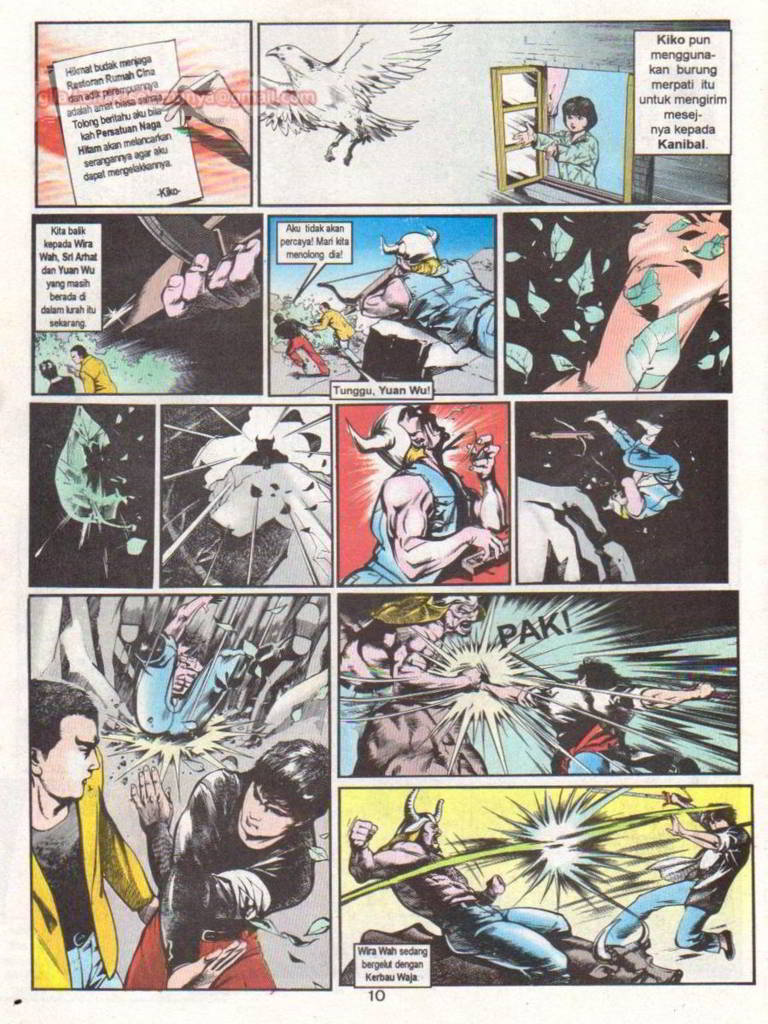 Hikmat budak menjaga
Restoran Rumah Cina
dan adik perempuannya
adalah amat biasa sahaja.
Tolong beritahu aku bila-
kah Persatuan Naga
Hitam akan melancarkan
serangannya agar aku
dapat mengelakkannya.
-Kiko-
Kiko pun
mengguna-
kan burung
merpati itu
untuk mengirim
mesej-
nya kepada
Kanibal.
Kita balik
kepada Wira
Wah, Sri Arhat
dan Yuan Wu
yang masih
berada di
dalam lurah itu
sekarang.
Aku tidak akan
percaya! Mari kita
menolong dia!
Tunggu, Yuan Wu!
PAK!
Wira Wah sedang
bergelut dengan
Kerbau Waja.
10